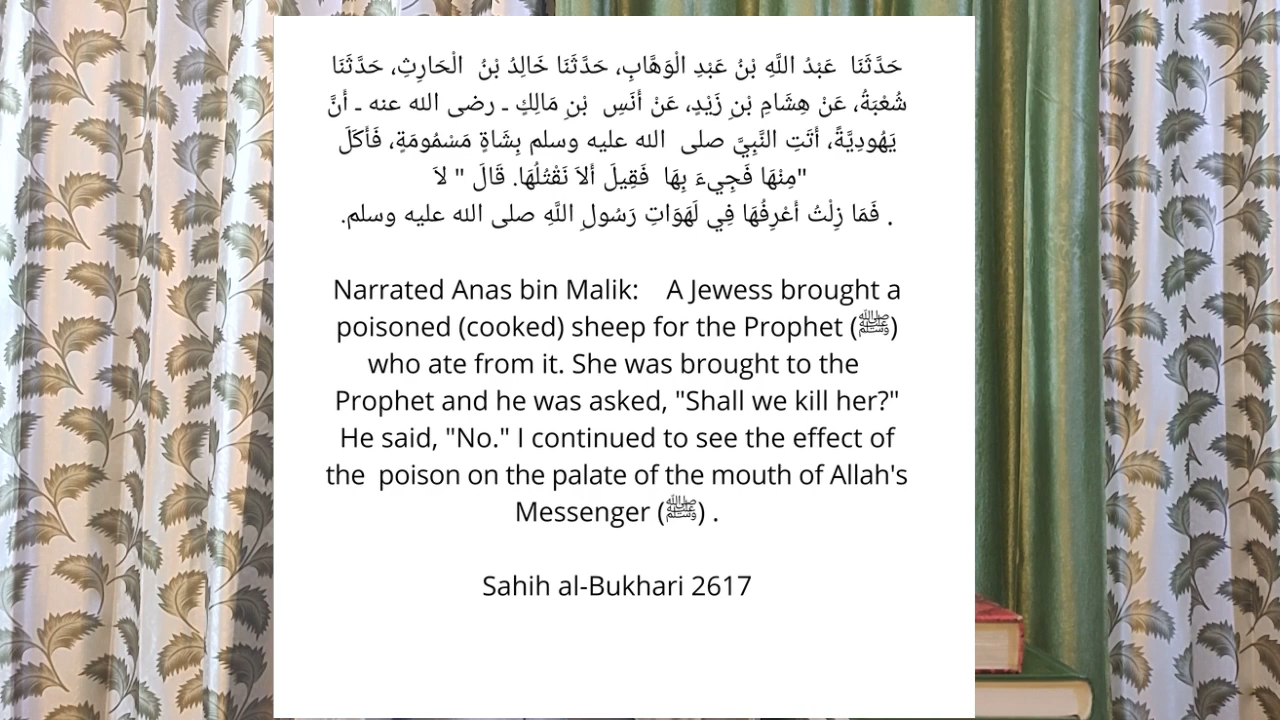 حَدَّثَنَا عَبْدُ اللَّهِ بْنُ عَبْدِ الْوَهَّابِ، حَدَّثَنَا خَالِدُ بْنُ الْحَارِثِ، حَدَّثَنَا
شُعْبَةُ، عَنْ هِشَامِ بْنِ زَيْدٍ، عَنْ أَنَسِ بْنِ مَالِكٍ ـ رضى الله عنه ـ أَنَّ
يَهُودِيَّةً، أَتَتِ النَّبِيَّ صلى الله عليه وسلم بِشَاةٍ مَسْمُومَةٍ، فَأَكَلَ
مِنْهَا فَجِيءَ بِهَا فَقِيلَ أَلاَ نَقْتُلُهَا. قَالَ " لاَ"
. فَمَا زِلْتُ أَعْرِفُهَا فِي لَهَوَاتِ رَسُولِ اللَّهِ صلى الله عليه وسلم.
Narrated Anas bin Malik: A Jewess brought a
poisoned (cooked) sheep for the Prophet (ﷺ)
who ate from it. She was brought to the
Prophet and he was asked, "Shall we kill her?"
He said, "No." I continued to see the effect of
the poison on the palate of the mouth of Allah's
Messenger (ﷺ) .
Sahih al-Bukhari 2617